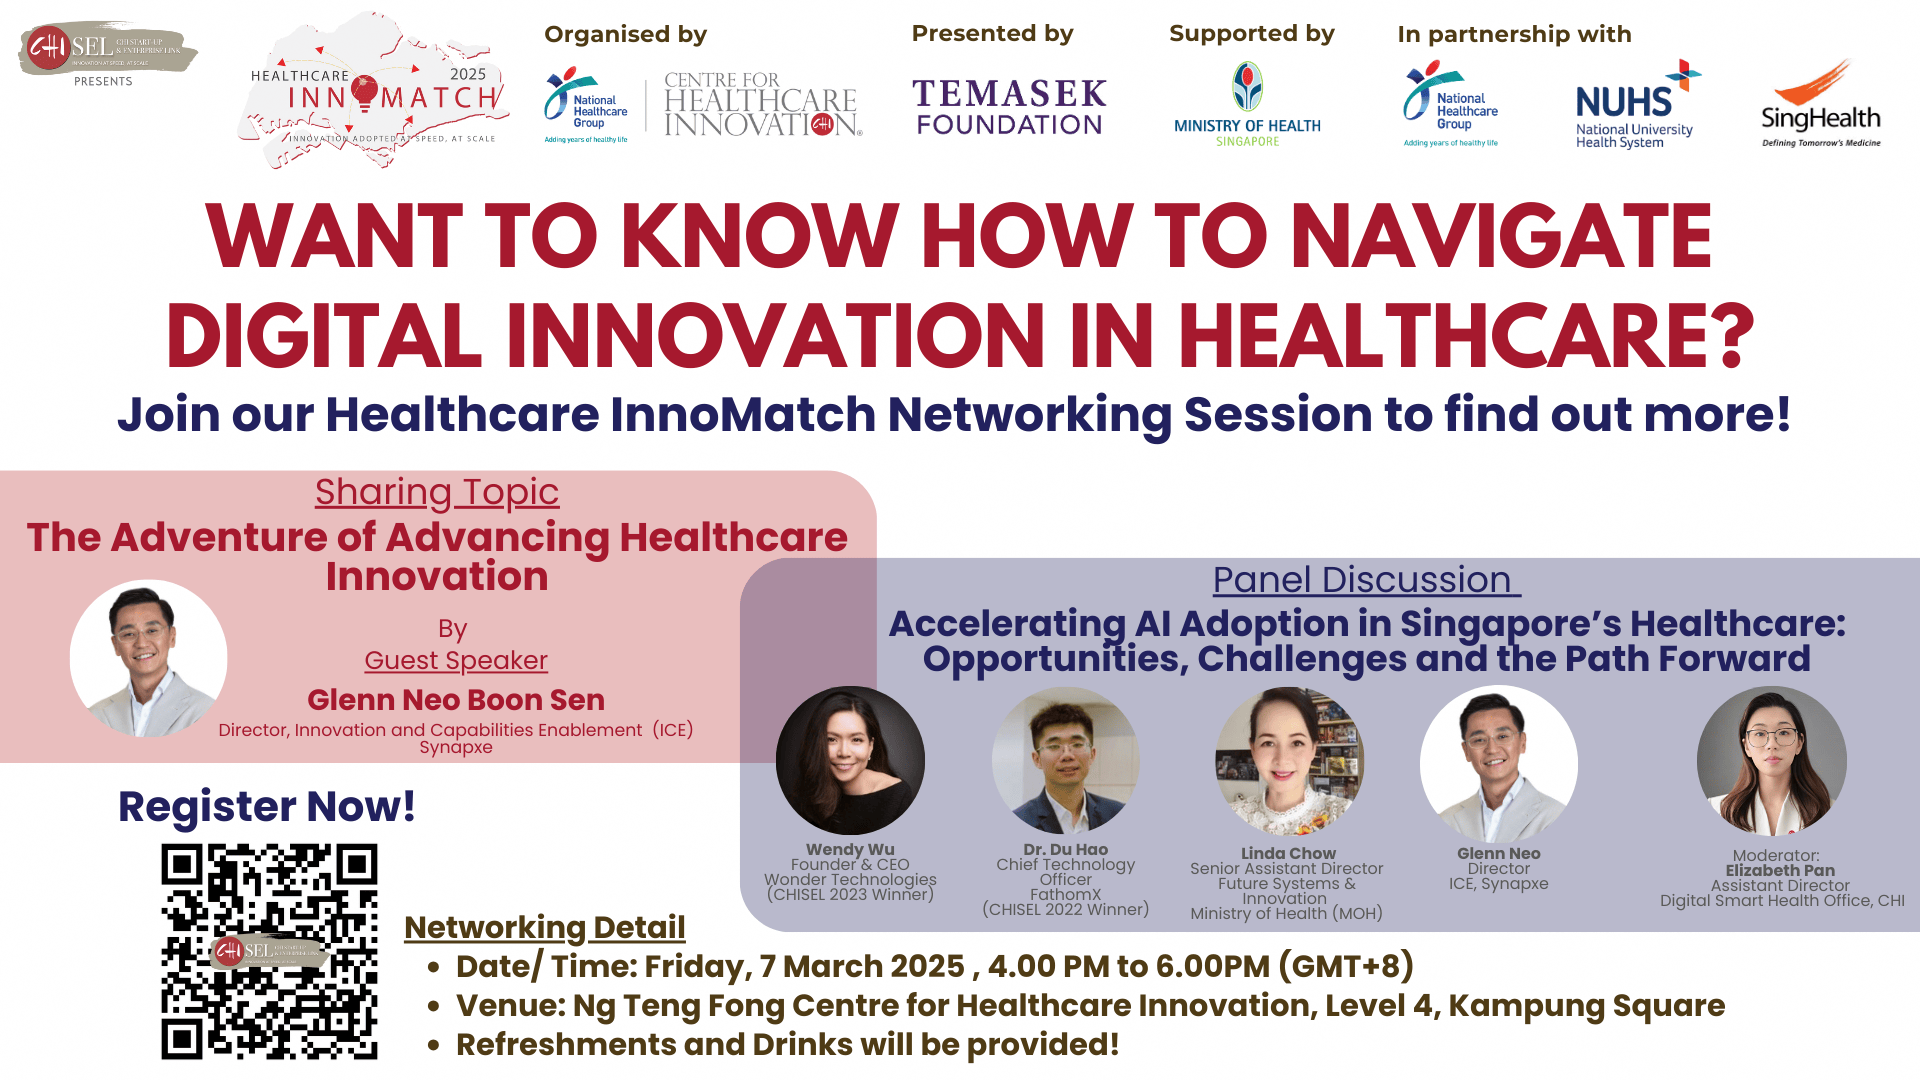 CHISEL CHI START-UP
& ENTERPRISE LINK
INNOVATION AT SPEED, AT SCALE
PRESENTS
HEALTHCARE 2025
INNOMATCH
INNOVATION ADOPTED AT SPEED, AT SCALE
Organised by
National
Healthcare
Group
Adding years of healthy life
CENTRE FOR
HEALTHCARE
INNOVATION
CHI
Presented by
TEMASEK
FOUNDATION
Supported by
MINISTRY OF HEALTH
SINGAPORE
In partnership with
National
Healthcare
Group
Adding years of healthy life
NUHS
National University
Health System
SingHealth
Defining Tomorrow's Medicine
WANT TO KNOW HOW TO NAVIGATE
DIGITAL INNOVATION IN HEALTHCARE?
Join our Healthcare InnoMatch Networking Session to find out more!
Sharing Topic
The Adventure of Advancing Healthcare
Innovation
By
Guest Speaker
Glenn Neo Boon Sen
Director, Innovation and Capabilities Enablement (ICE)
Synapxe
Panel Discussion
Accelerating AI Adoption in Singapore’s Healthcare:
Opportunities, Challenges and the Path Forward
Wendy Wu
Founder & CEO
Wonder Technologies
(CHISEL 2023 Winner)
Dr. Du Hao
Chief Technology
Officer
FathomX
(CHISEL 2022 Winner)
Linda Chow
Senior Assistant Director
Future Systems &
Innovation
Ministry of Health (MOH)
Glenn Neo
Director
ICE, Synapxe
Moderator:
Elizabeth Pan
Assistant Director
Digital Smart Health Office, CHI
Register Now!
CHISEL
Networking Detail
• Date/ Time: Friday, 7 March 2025 , 4.00 PM to 6.00PM (GMT+8)
• Venue: Ng Teng Fong Centre for Healthcare Innovation, Level 4, Kampung Square
• Refreshments and Drinks will be provided!